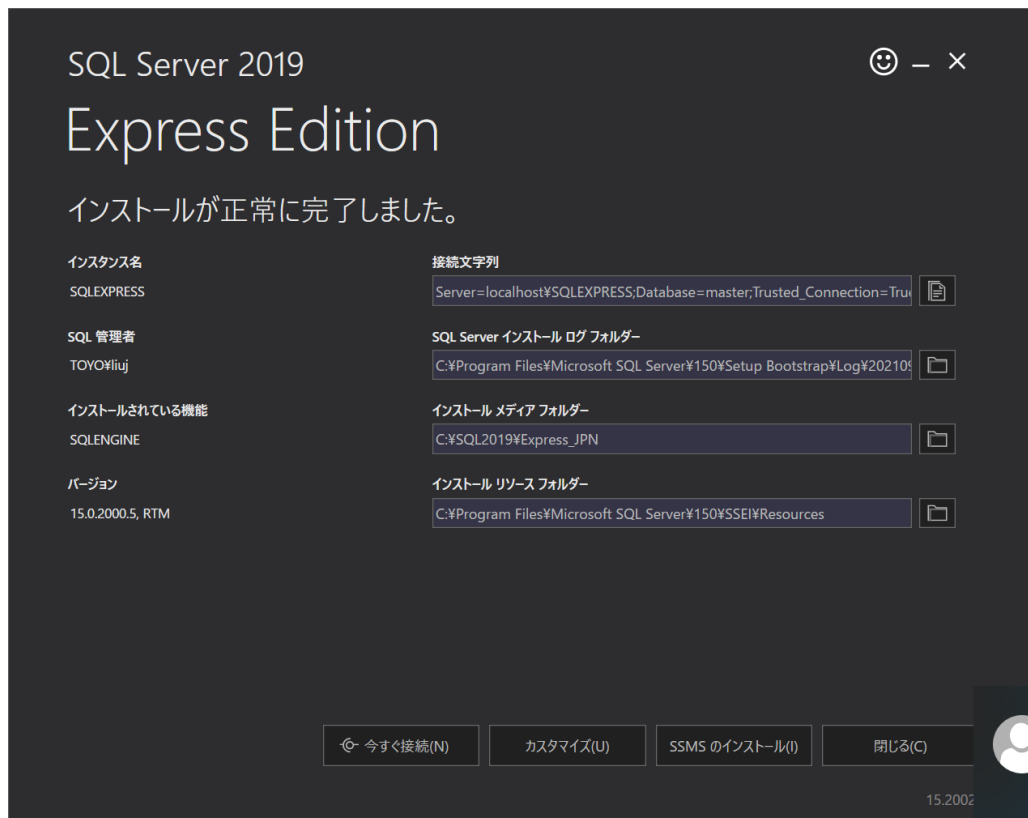 SQL Server 2019
Express Edition
インストールが正常に完了しました。
インスタンス名
SQLEXPRESS
接続文字列
Server=localhost¥SQLEXPRESS;Database=master;Trusted_Connection=True
SQL 管理者
TOYO¥liuj
SQL Server インストール ログ フォルダー
C:¥Program Files¥Microsoft SQL Server¥150¥Setup Bootstrap¥Log¥202109
インストールされている機能
SQLENGINE
インストール メディア フォルダー
C:¥SQL2019¥Express_JPN
バージョン
15.0.2000.5, RTM
インストール リソース フォルダー
C:¥Program Files¥Microsoft SQL Server¥150¥SSEI¥Resources
今すぐ接続(N)
カスタマイズ(U)
SSMS のインストール(I)
閉じる(C)
15.2002